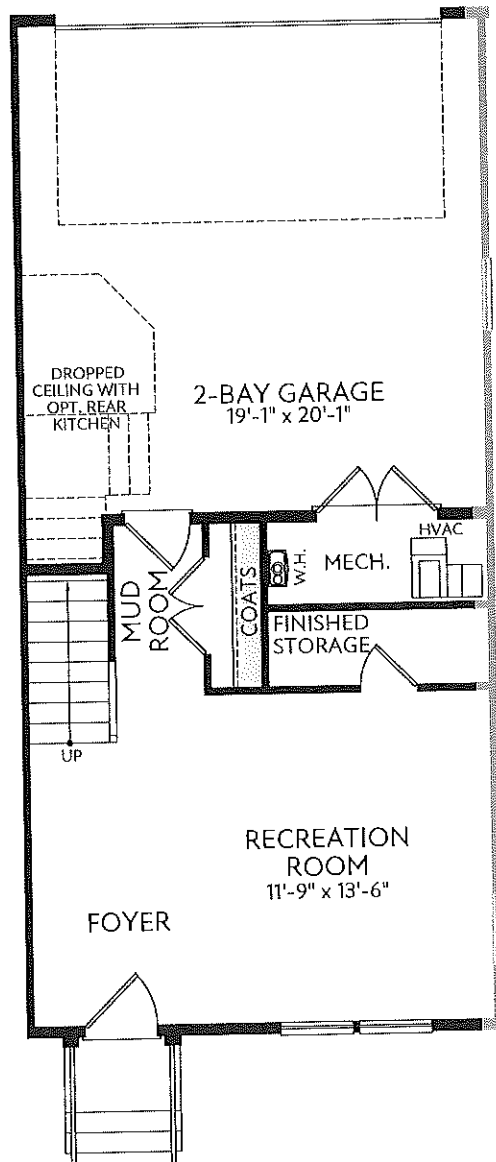 DROPPED
CEILING WITH
OPT. REAR
KITCHEN
2-BAY GARAGE
19'-1" x 20'-1"
HVAC
MECH.
W.H.
COATS
MUD
ROOM
FINISHED
STORAGE
UP
RECREATION
ROOM
11'-9" x 13'-6"
FOYER